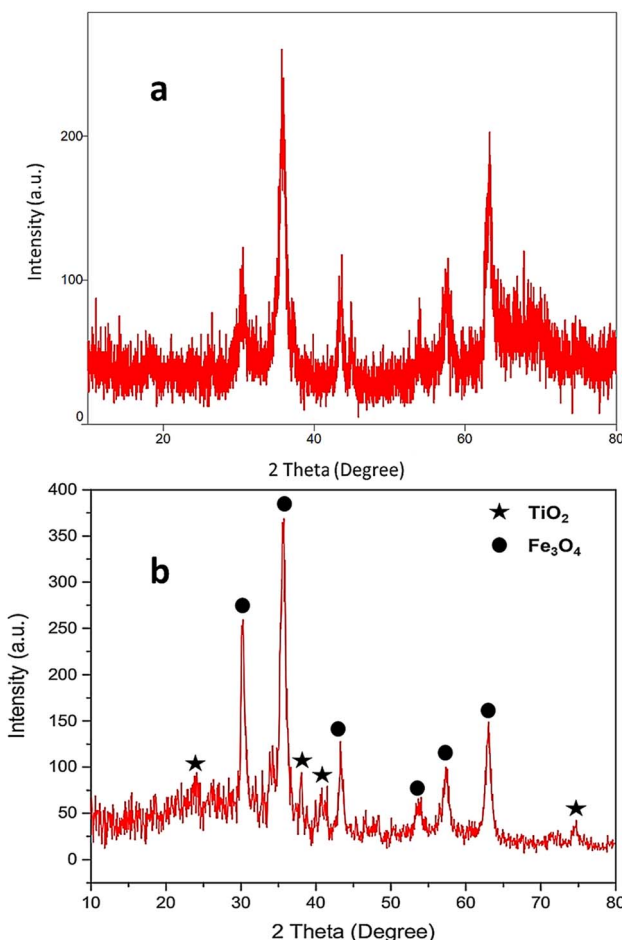 a
Intensity (a.u.)
200
100
0
20 40 60 80
2 Theta (Degree)
b
★ TiO₂
● Fe₃O₄
Intensity (a.u.)
400
350
300
250
200
150
100
50
0
10 20 30 40 50 60 70 80
2 Theta (Degree)